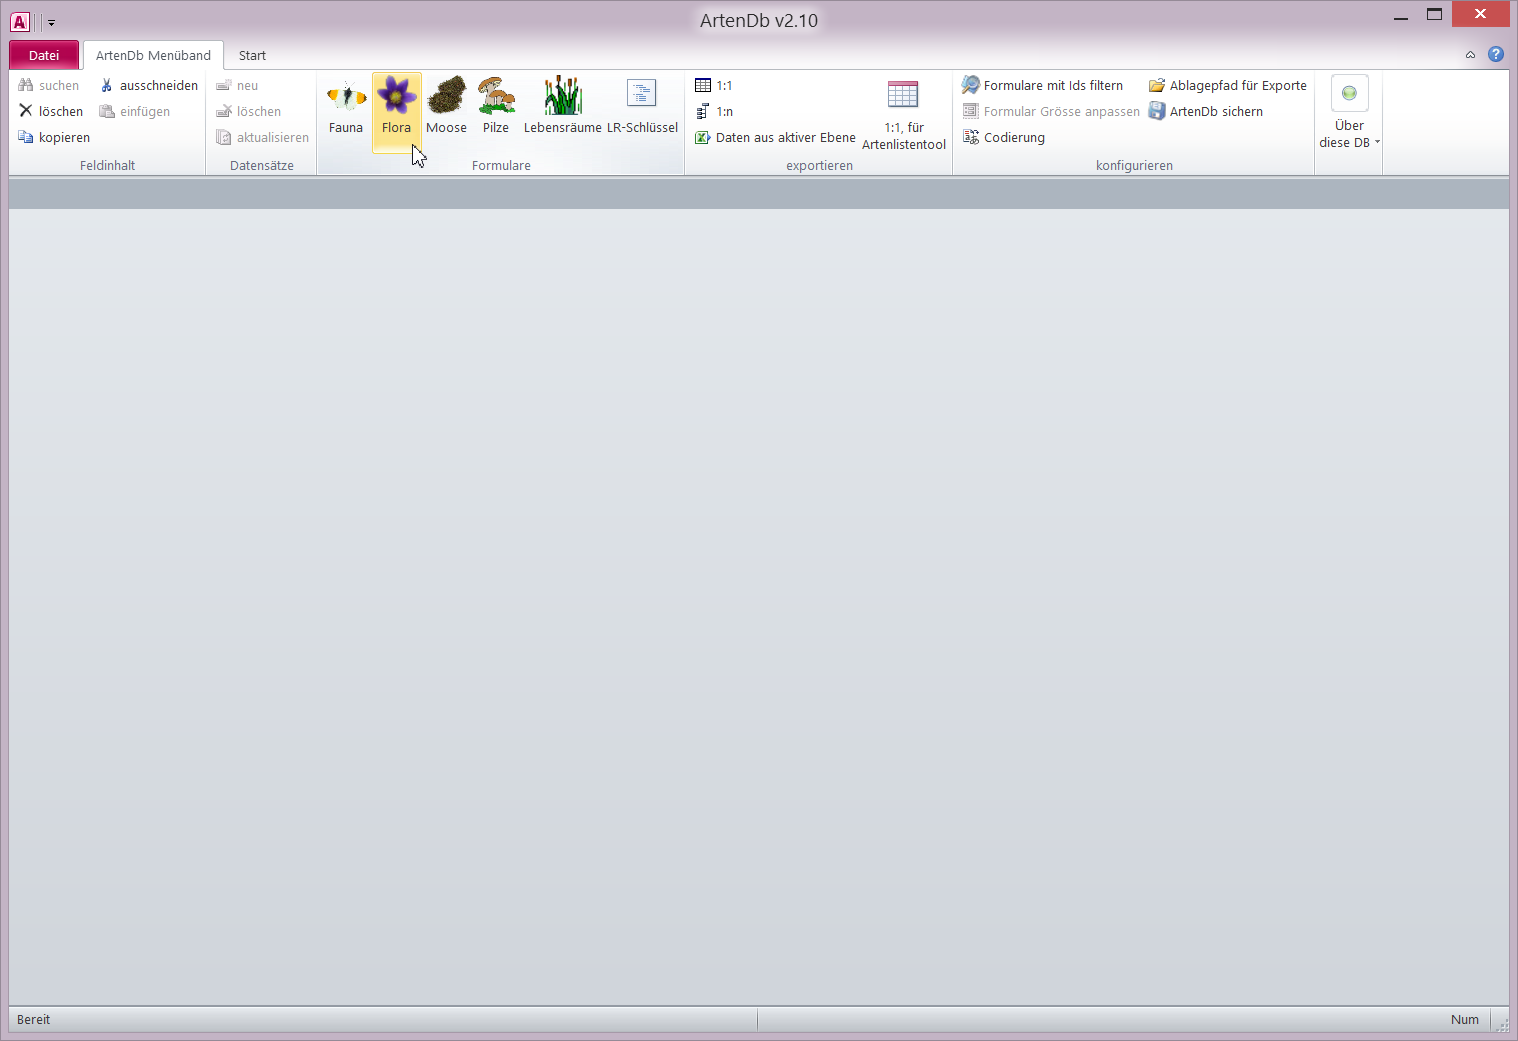 ArtenDb v2.10
Datei
ArtenDb Menüband
Start
suchen
ausschneiden
löschen
einfügen
kopieren
Feldinhalt
neu
löschen
aktualisieren
Datensätze
Fauna
Flora
Moose
Pilze
Lebensräume
LR-Schlüssel
Formulare
1:1
1:n
Daten aus aktiver Ebene
1:1, für
Artenlistentool
exportieren
Formulare mit Ids filtern
Formular Grösse anpassen
Codierung
Ablagepfad für Exporte
ArtenDb sichern
konfigurieren
Über
diese DB
Bereit
Num